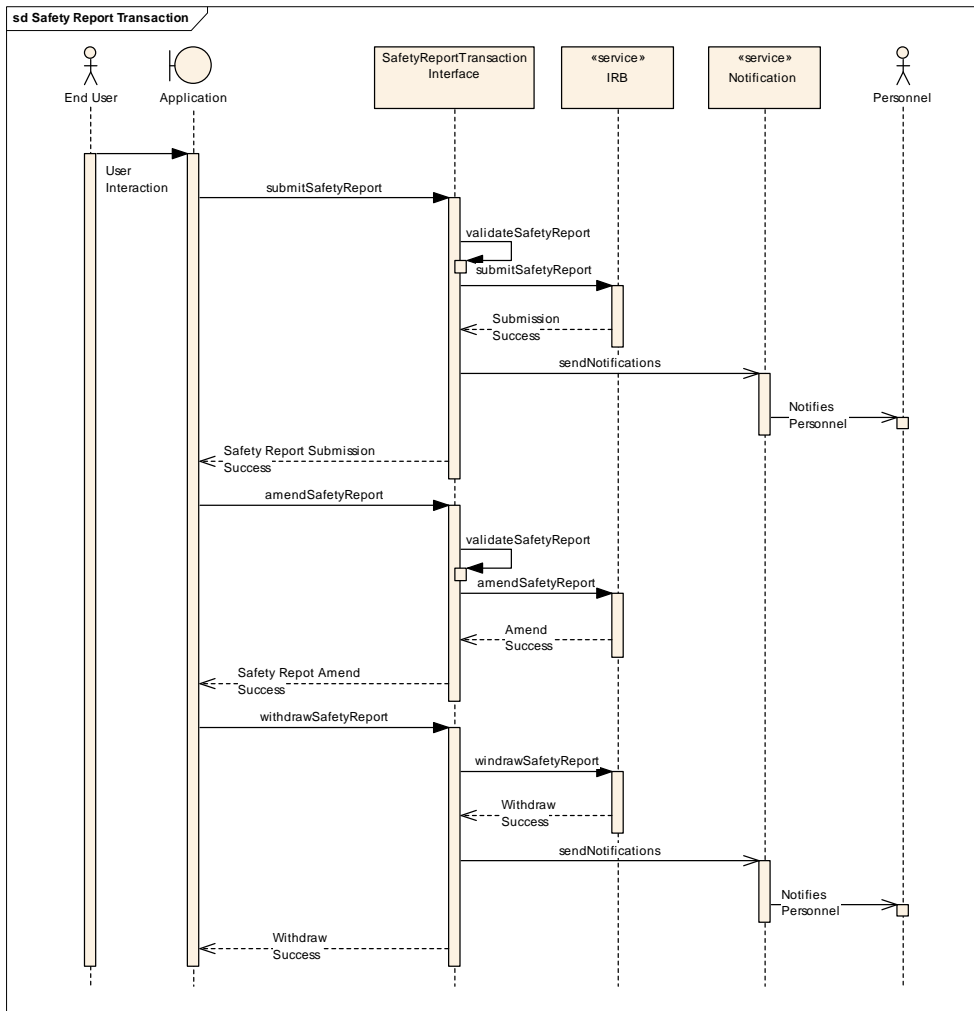 sd Safety Report Transaction
End User
Application
SafetyReportTransaction
Interface
«service»
IRB
«service»
Notification
Personnel
User
Interaction
submitSafetyReport
validateSafetyReport
submitSafetyReport
Submission
Success
sendNotifications
Notifies
Personnel
Safety Report Submission
Success
amendSafetyReport
validateSafetyReport
amendSafetyReport
Amend
Success
Safety Repot Amend
Success
withdrawSafetyReport
windrawSafetyReport
Withdraw
Success
sendNotifications
Notifies
Personnel
Withdraw
Success